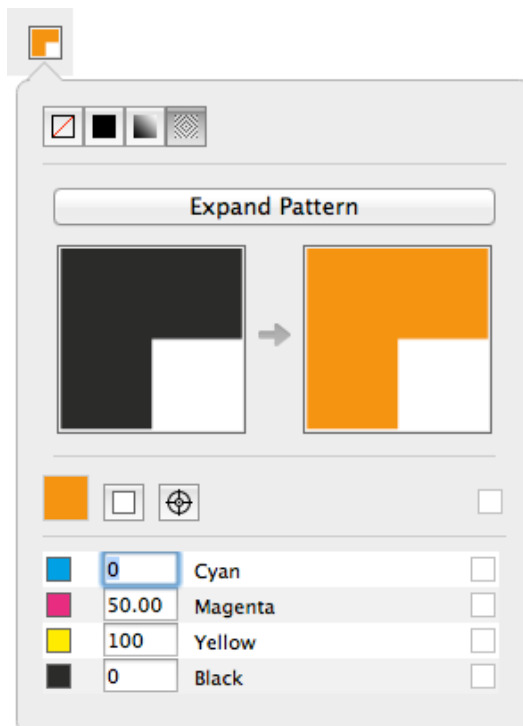 Expand Pattern
0 Cyan
50.00 Magenta
100 Yellow
0 Black